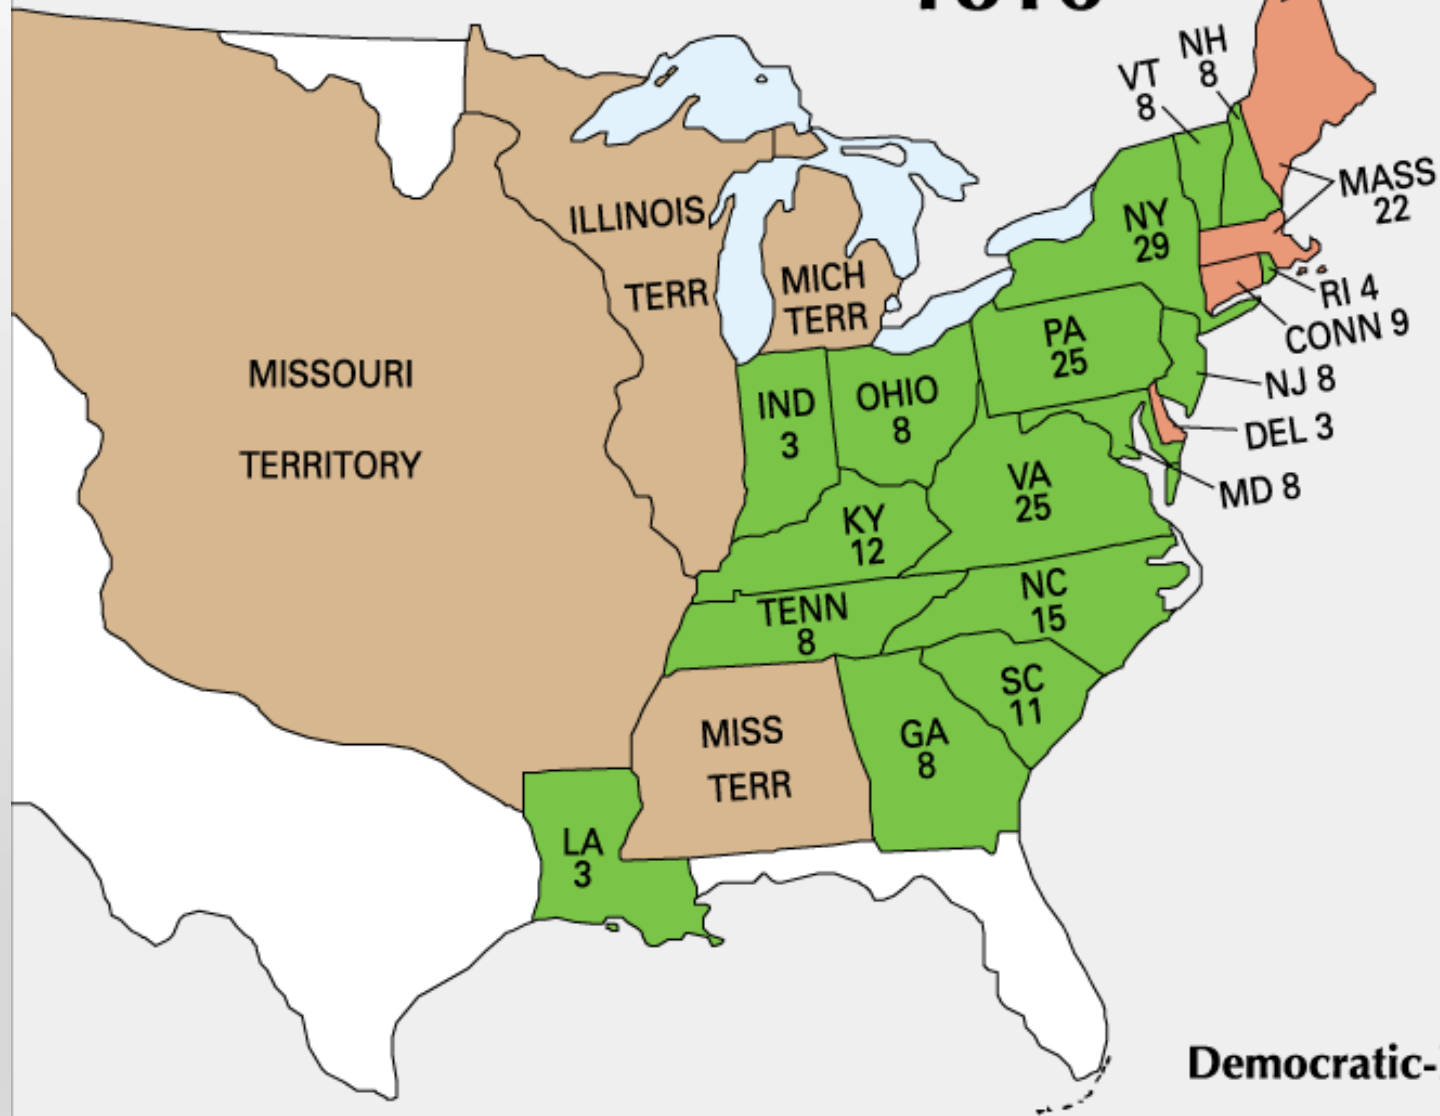 1816
NH
8
VT
8
MASS
22
ILLINOIS
TERR
NY
29
MICH
TERR
RI 4
CONN 9
PA
25
NJ 8
MISSOURI
TERRITORY
IND
3
OHIO
8
DEL 3
MD 8
VA
25
KY
12
NC
15
TENN
8
SC
11
MISS
TERR
GA
8
LA
3
Democratic-